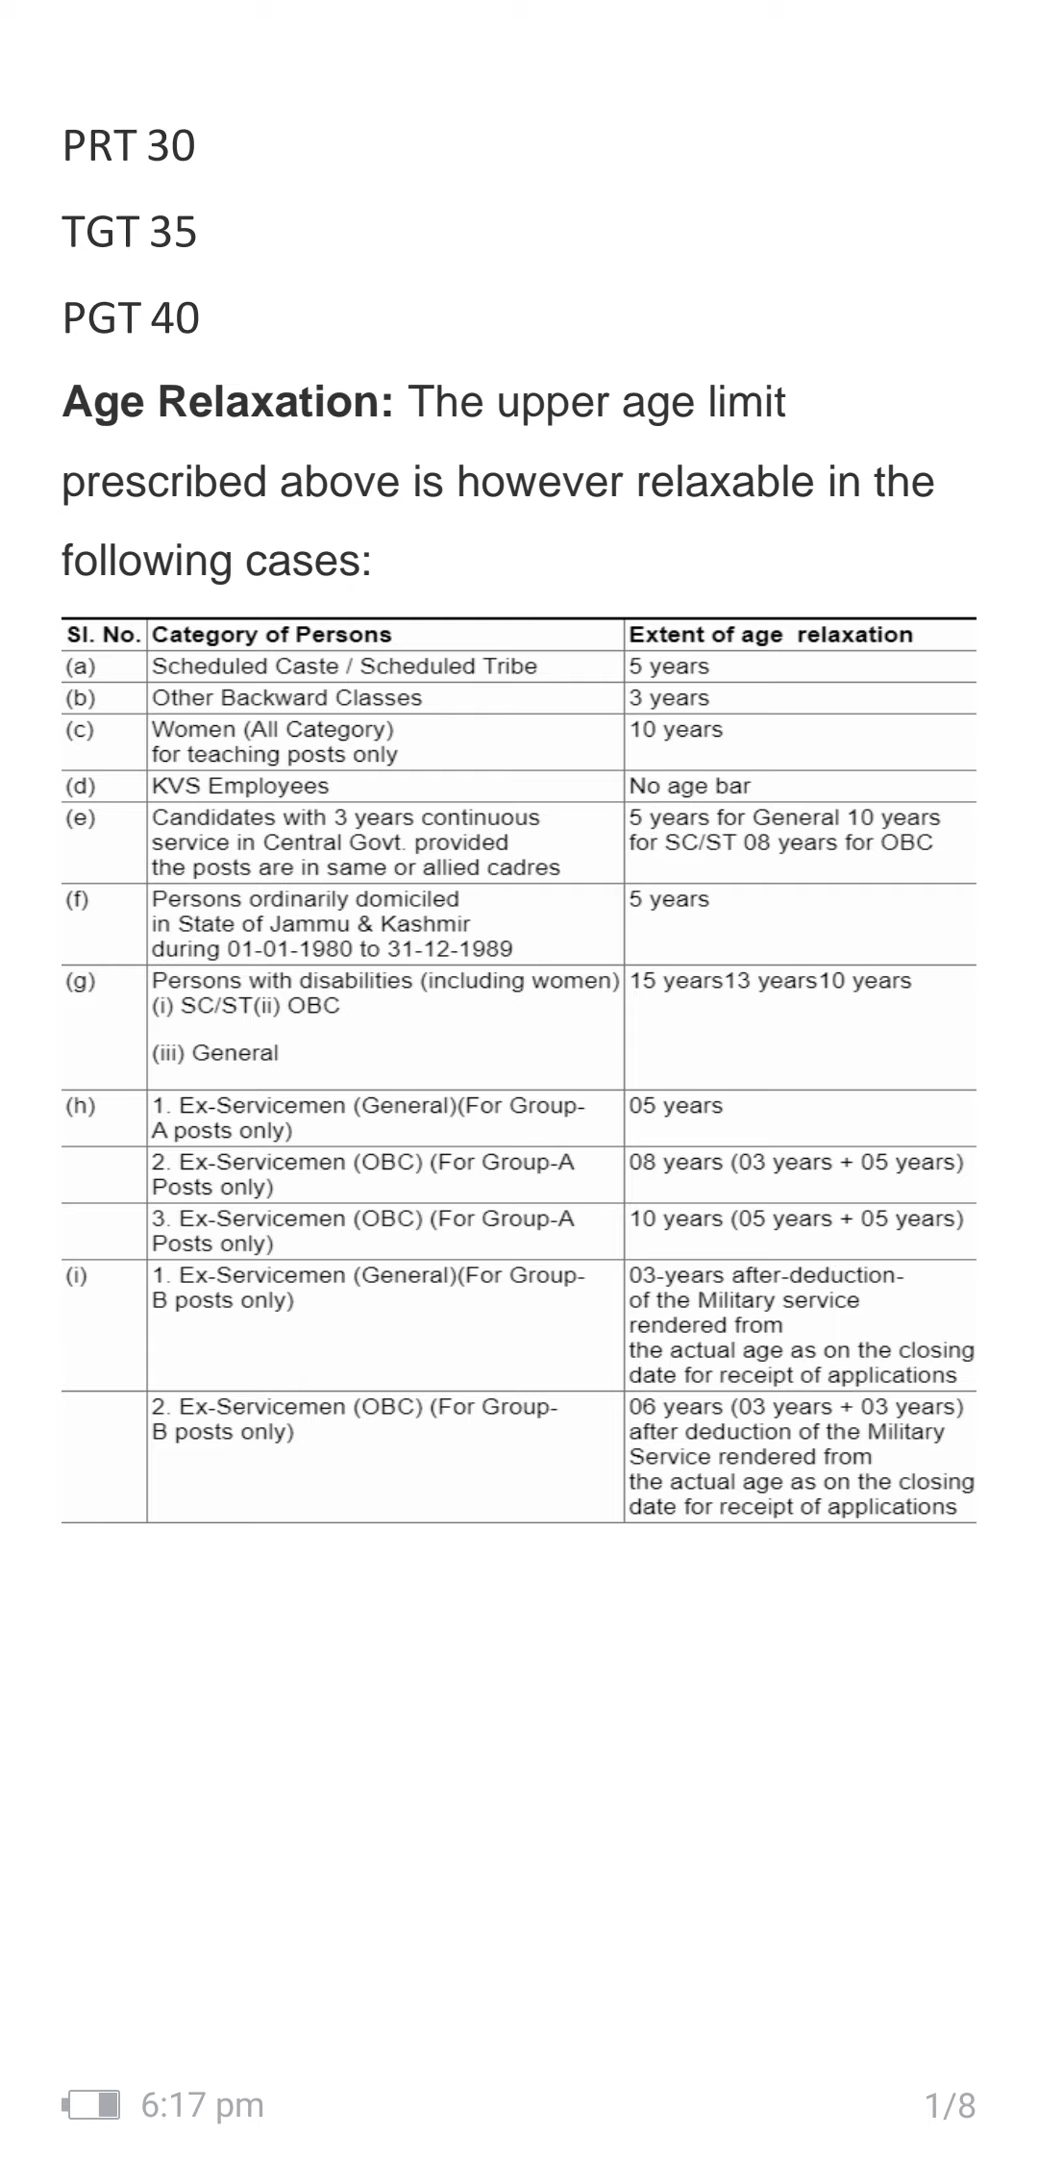 PRT 30
TGT 35
PGT 40
Age Relaxation: The upper age limit
prescribed above is however relaxable in the
following cases:
Sl. No. Category of Persons Extent of age relaxation
(a) Scheduled Caste / Scheduled Tribe 5 years
(b) Other Backward Classes 3 years
(c) Women (All Category) 10 years
for teaching posts only
(d) KVS Employees No age bar
(e) Candidates with 3 years continuous 5 years for General 10 years
service in Central Govt. provided for SC/ST 08 years for OBC
the posts are in same or allied cadres
(f) Persons ordinarily domiciled 5 years
in State of Jammu & Kashmir
during 01-01-1980 to 31-12-1989
(g) Persons with disabilities (including women) 15 years13 years10 years
(i) SC/ST(ii) OBC
(iii) General
(h) 1. Ex-Servicemen (General)(For Group- 05 years
A posts only)
2. Ex-Servicemen (OBC) (For Group-A 08 years (03 years + 05 years)
Posts only)
3. Ex-Servicemen (OBC) (For Group-A 10 years (05 years + 05 years)
Posts only)
(i) 1. Ex-Servicemen (General)(For Group- 03-years after-deduction-
B posts only) of the Military service
rendered from
the actual age as on the closing
date for receipt of applications
2. Ex-Servicemen (OBC) (For Group- 06 years (03 years + 03 years)
B posts only) after deduction of the Military
Service rendered from
the actual age as on the closing
date for receipt of applications
6:17 pm 1/8